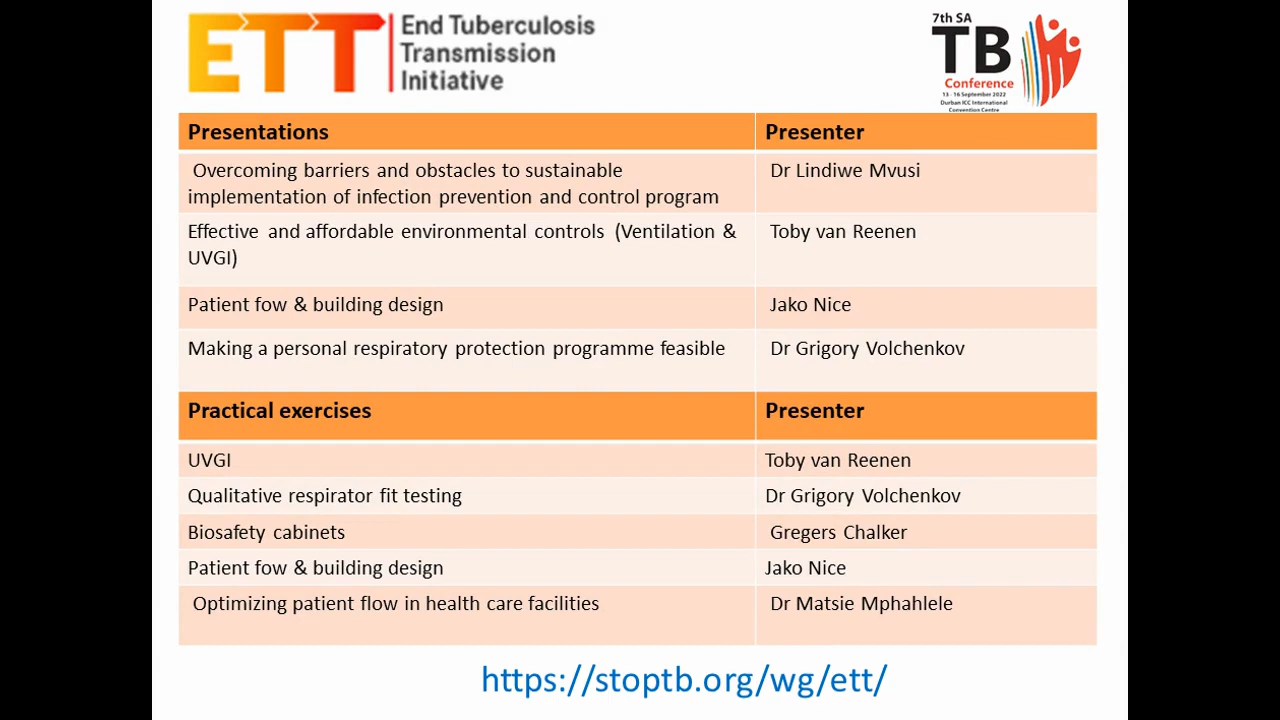 ETT End Tuberculosis
Transmission
Initiative
7th SA
TB
Conference
13 - 16 September 2022
Durban ICC International
Convention Centre
Presentations Presenter
Overcoming barriers and obstacles to sustainable Dr Lindiwe Mvusi
implementation of infection prevention and control program
Effective and affordable environmental controls (Ventilation & Toby van Reenen
UVGI)
Patient fow & building design Jako Nice
Making a personal respiratory protection programme feasible Dr Grigory Volchenkov
Practical exercises Presenter
UVGI Toby van Reenen
Qualitative respirator fit testing Dr Grigory Volchenkov
Biosafety cabinets Gregers Chalker
Patient fow & building design Jako Nice
Optimizing patient flow in health care facilities Dr Matsie Mphahlele
https://stoptb.org/wg/ett/